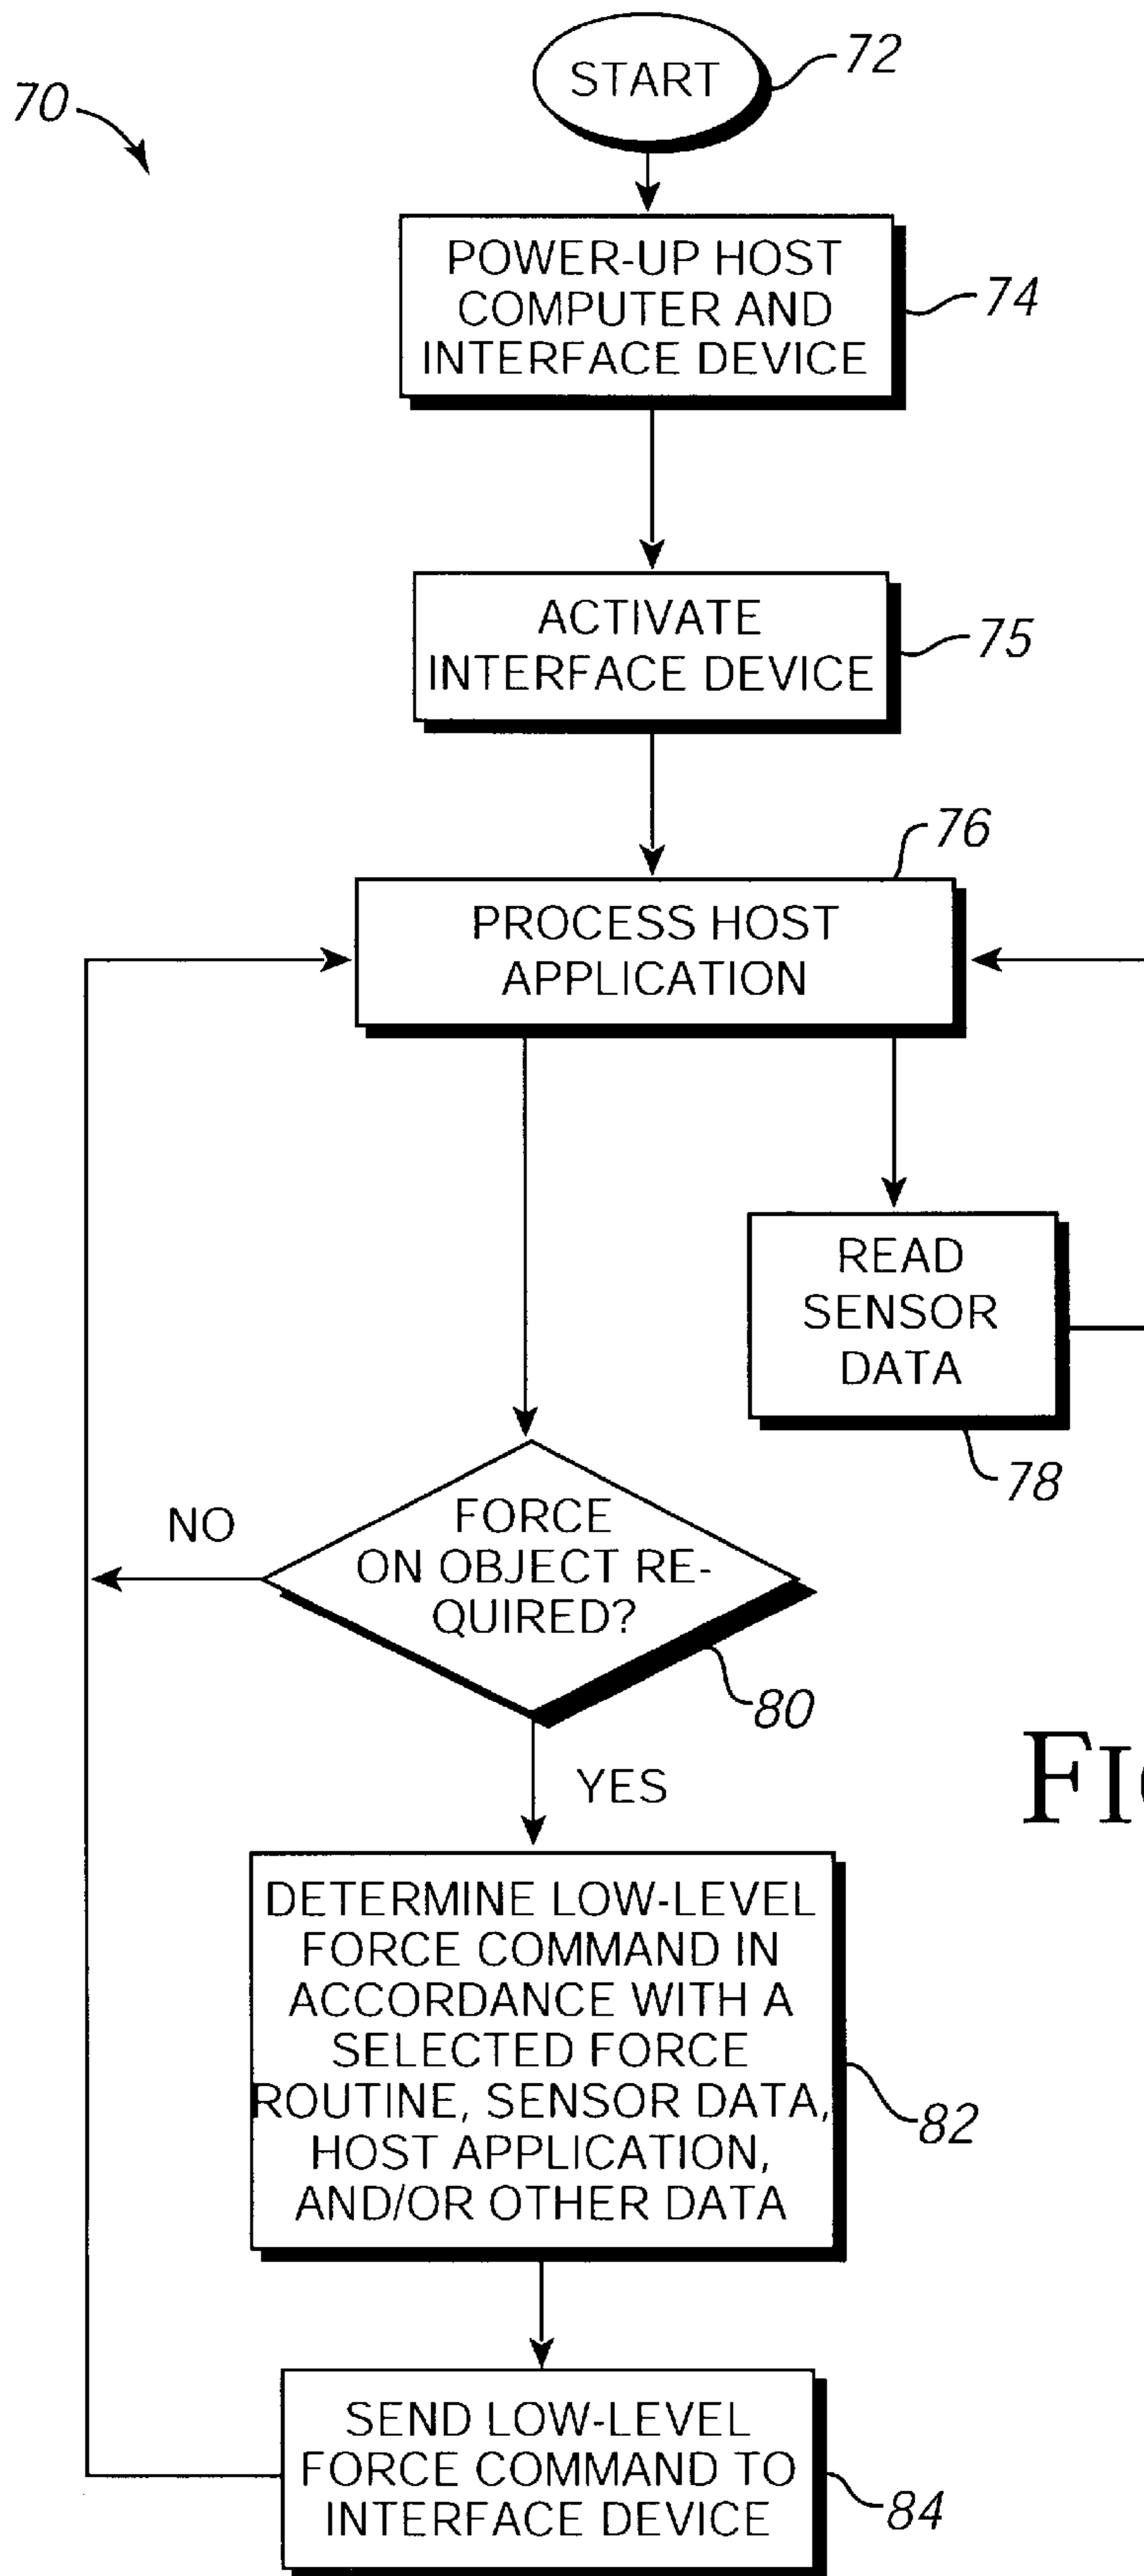 START
72
70
POWER-UP HOST
COMPUTER AND
INTERFACE DEVICE
74
ACTIVATE
INTERFACE DEVICE
75
76
PROCESS HOST
APPLICATION
READ
SENSOR
DATA
78
NO
FORCE
ON OBJECT RE-
QUIRED?
80
YES
DETERMINE LOW-LEVEL
FORCE COMMAND IN
ACCORDANCE WITH A
SELECTED FORCE
ROUTINE, SENSOR DATA,
HOST APPLICATION,
AND/OR OTHER DATA
82
SEND LOW-LEVEL
FORCE COMMAND TO
INTERFACE DEVICE
84